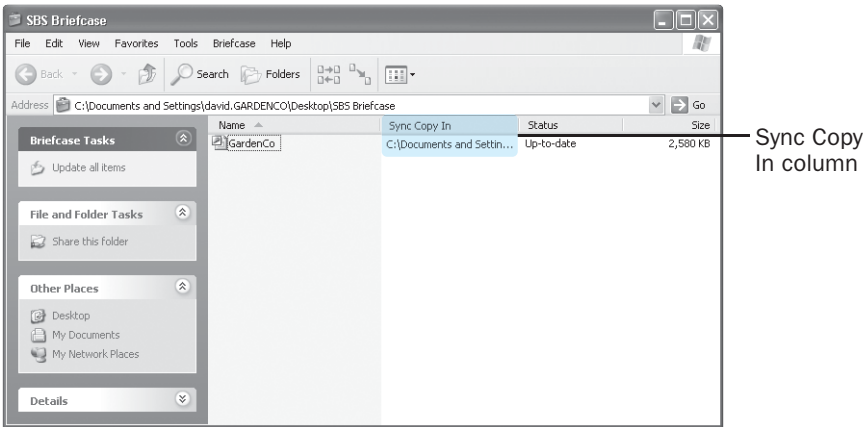 SBS Briefcase
File Edit View Favorites Tools Briefcase Help
Back Search Folders
Address C:\Documents and Settings\david.GARDENCO\Desktop\SBS Briefcase Go
Name Sync Copy In Status Size
GardenCo C:\Documents and Settin... Up-to-date 2,580 KB
Briefcase Tasks
Update all items
File and Folder Tasks
Share this folder
Other Places
Desktop
My Documents
My Network Places
Details
Sync Copy
In column